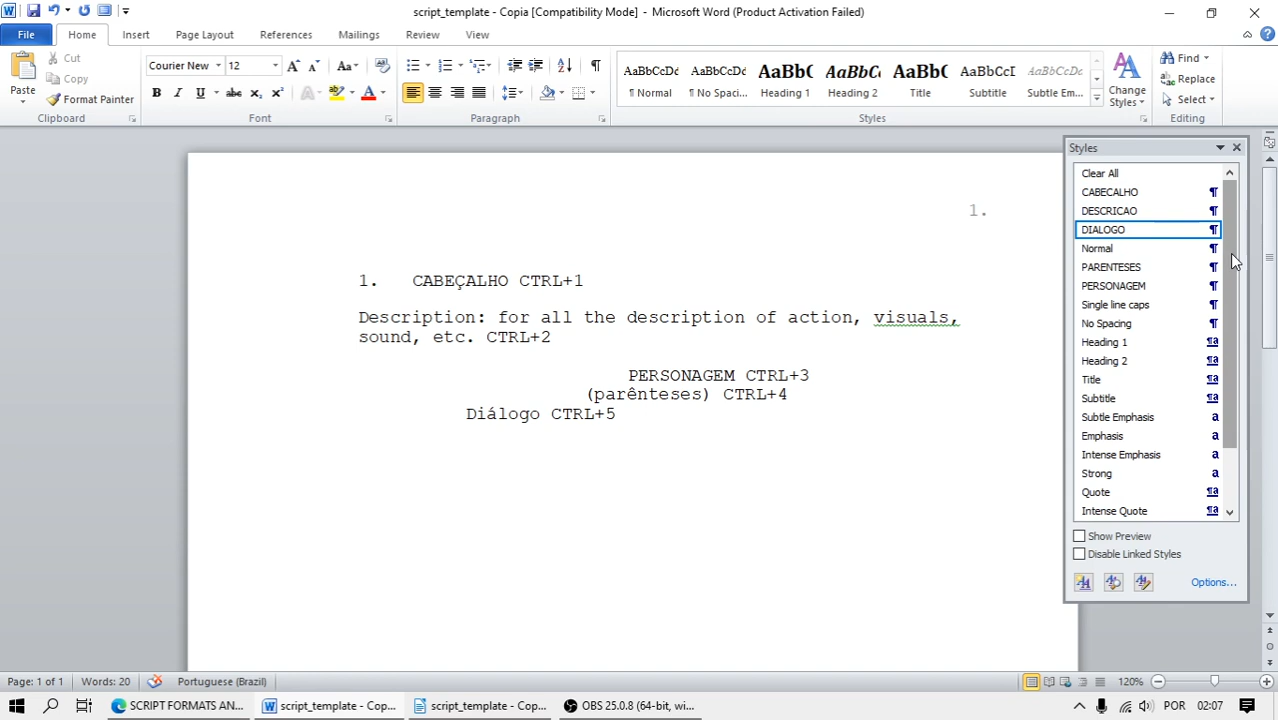 script_template - Copia [Compatibility Mode] - Microsoft Word (Product Activation Failed)
File Home Insert Page Layout References Mailings Review View
Paste
Cut
Copy
Format Painter
Clipboard
Courier New 12
Font
Paragraph
AaBbCcDc AaBbCcDc AaBbC AaBbCc AaBbC AaBbCcI AaBbCcDc
¶ Normal ¶ No Spaci... Heading 1 Heading 2 Title Subtitle Subtle Em...
Change Styles
Styles
Find
Replace
Select
Editing
1.
1. CABEÇALHO CTRL+1
Description: for all the description of action, visuals,
sound, etc. CTRL+2
PERSONAGEM CTRL+3
(parênteses) CTRL+4
Diálogo CTRL+5
Styles
Clear All
CABECALHO ¶
DESCRICAO ¶
DIALOGO ¶
Normal ¶
PARENTESES ¶
PERSONAGEM ¶
Single line caps ¶
No Spacing ¶
Heading 1 ¶a
Heading 2 ¶a
Title ¶a
Subtitle ¶a
Subtle Emphasis a
Emphasis a
Intense Emphasis a
Strong a
Quote ¶a
Intense Quote ¶a
Show Preview
Disable Linked Styles
Options...
Page: 1 of 1 Words: 20 Portuguese (Brazil) 120%
SCRIPT FORMATS AN... script_template - Cop... script_template - Cop... OBS 25.0.8 (64-bit, wi... POR 02:07